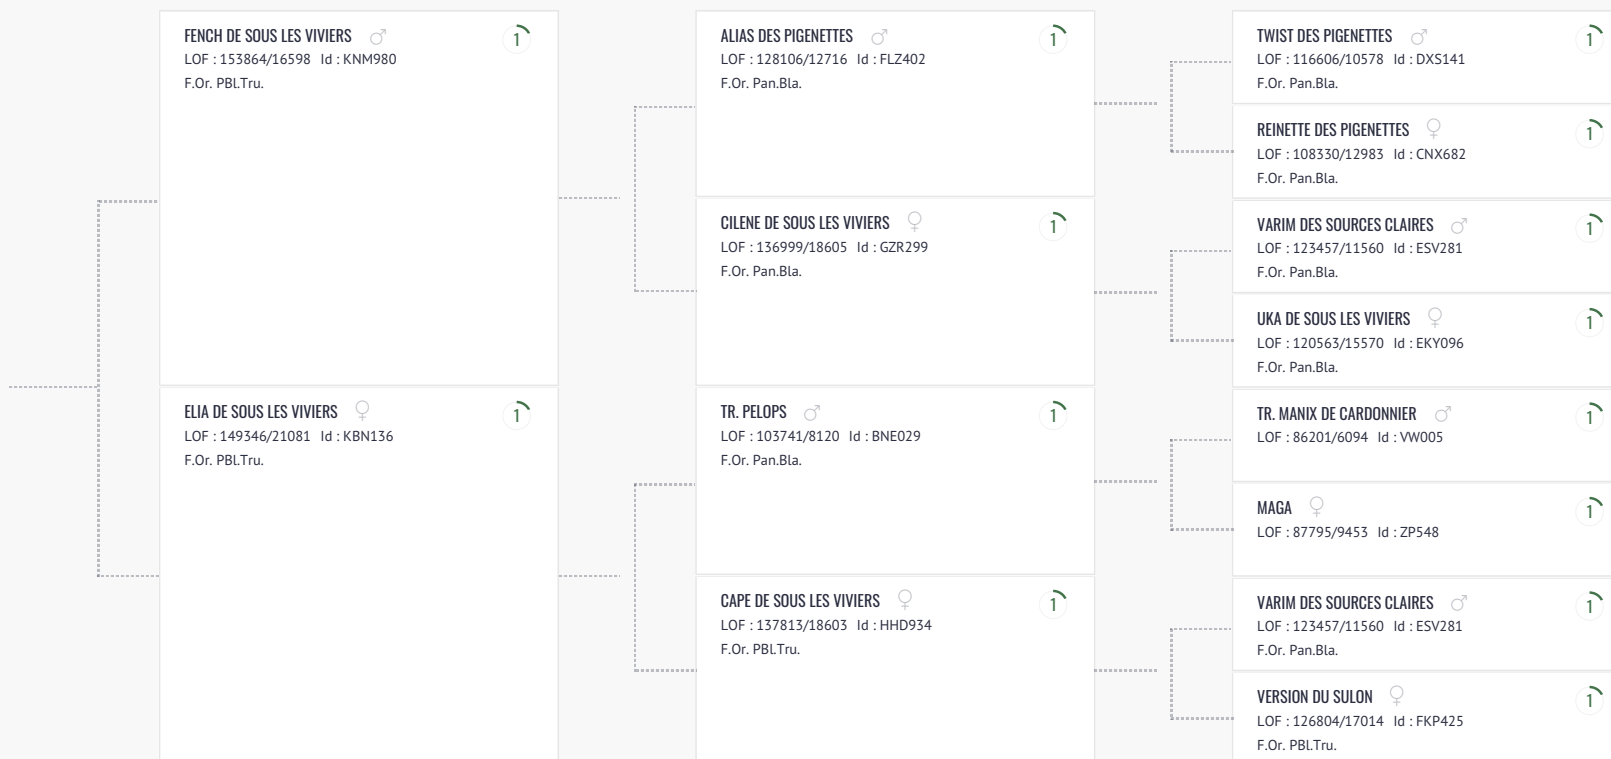 FENCH DE SOUS LES VIVIERS
1
LOF : 153864/16598 Id : KNM980
F.Or. PBl.Tru.
ELIA DE SOUS LES VIVIERS
1
LOF : 149346/21081 Id : KBN136
F.Or. PBl.Tru.
ALIAS DES PIGENETTES
1
LOF : 128106/12716 Id : FLZ402
F.Or. Pan.Bla.
CILENE DE SOUS LES VIVIERS
1
LOF : 136999/18605 Id : GZR299
F.Or. Pan.Bla.
TR. PELOPS
1
LOF : 103741/8120 Id : BNE029
F.Or. Pan.Bla.
CAPE DE SOUS LES VIVIERS
1
LOF : 137813/18603 Id : HHD934
F.Or. PBl.Tru.
TWIST DES PIGENETTES
1
LOF : 116606/10578 Id : DXS141
F.Or. Pan.Bla.
REINETTE DES PIGENETTES
1
LOF : 108330/12983 Id : CNX682
F.Or. Pan.Bla.
VARIM DES SOURCES CLAIRES
1
LOF : 123457/11560 Id : ESV281
F.Or. Pan.Bla.
UKA DE SOUS LES VIVIERS
1
LOF : 120563/15570 Id : EKY096
F.Or. Pan.Bla.
TR. MANIX DE CARDONNIER
1
LOF : 86201/6094 Id : VW005
MAGA
1
LOF : 87795/9453 Id : ZP548
VARIM DES SOURCES CLAIRES
1
LOF : 123457/11560 Id : ESV281
F.Or. Pan.Bla.
VERSION DU SULON
1
LOF : 126804/17014 Id : FKP425
F.Or. PBl.Tru.